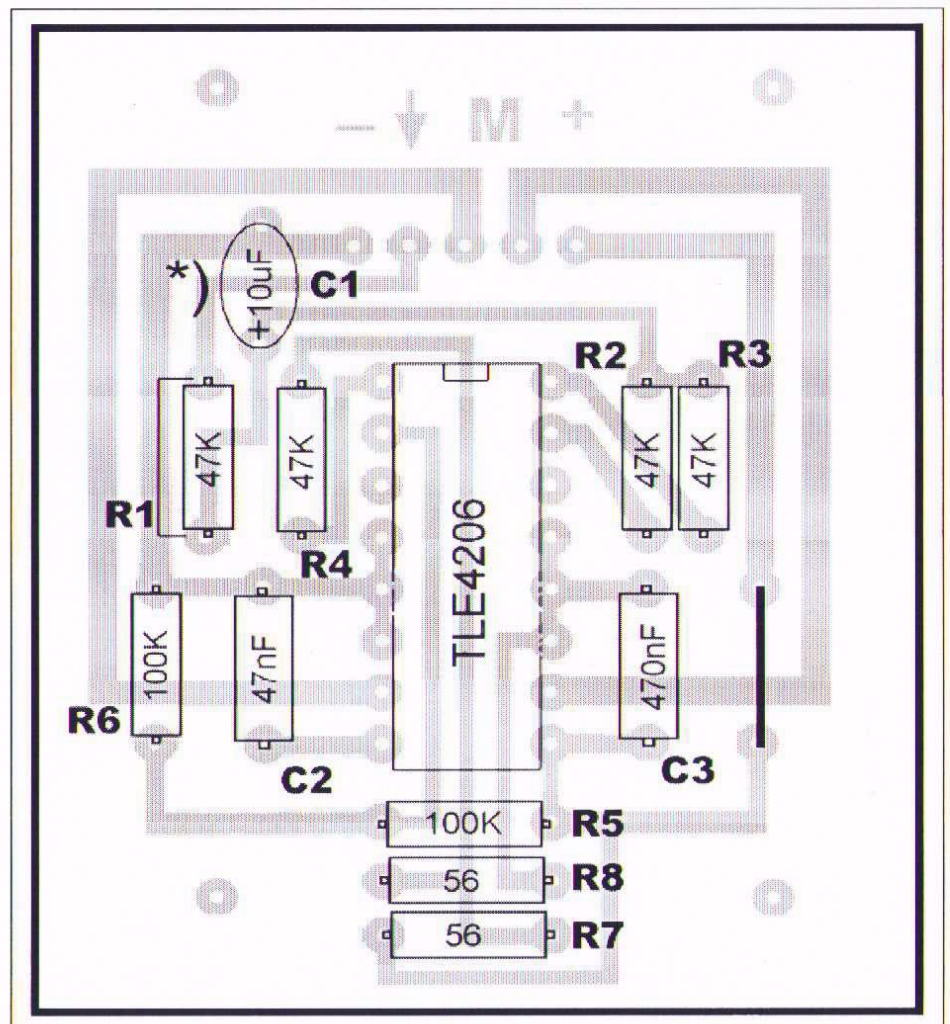 – ↓ M +
*) +10uF C1
R2 R3
47K 47K 47K 47K
R1
R4
TLE4206
100K 47nF 470nF
R6
C2 C3
100K R5
56 R8
56 R7